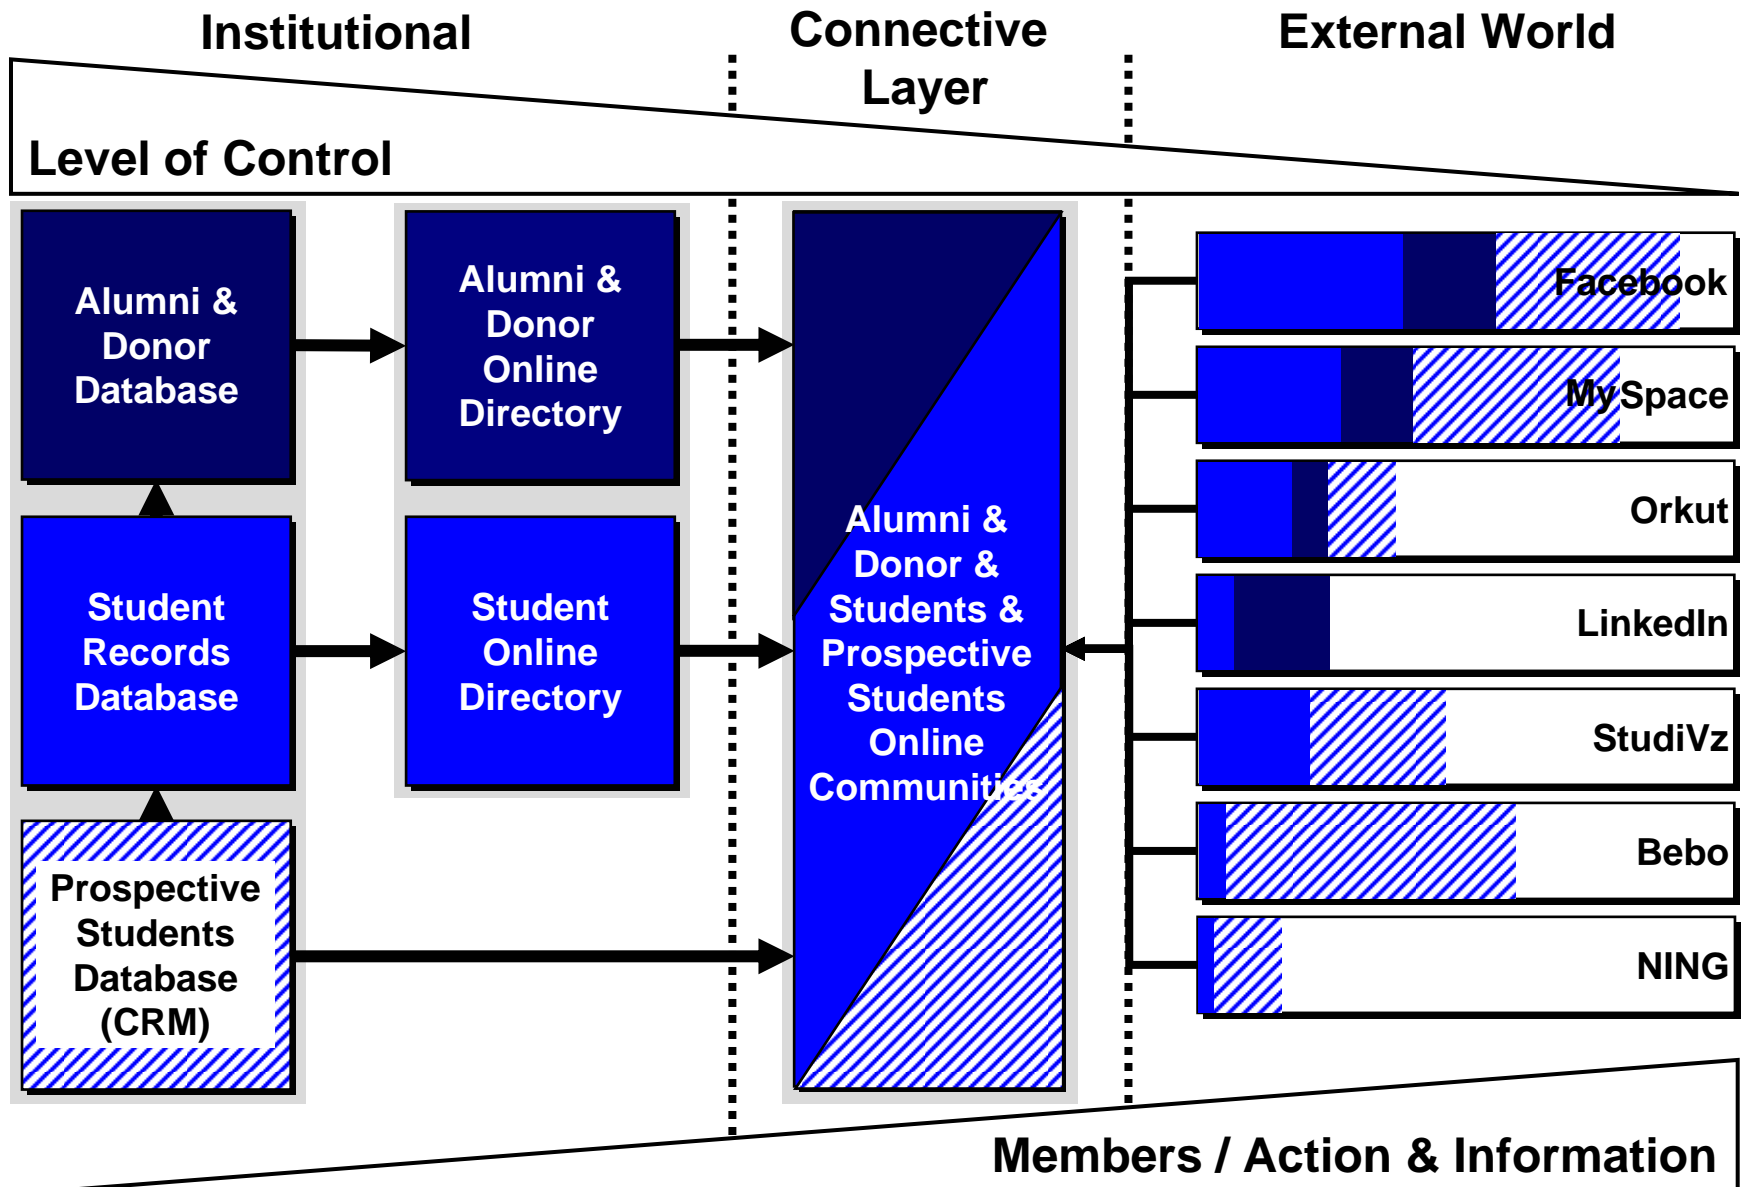 Institutional
Connective
Layer
External World
Level of Control
Alumni &
Donor
Database
Alumni &
Donor
Online
Directory
Student
Records
Database
Student
Online
Directory
Prospective
Students
Database
(CRM)
Alumni &
Donor &
Students &
Prospective
Students
Online
Communities
Facebook
MySpace
Orkut
LinkedIn
StudiVz
Bebo
NING
Members / Action & Information